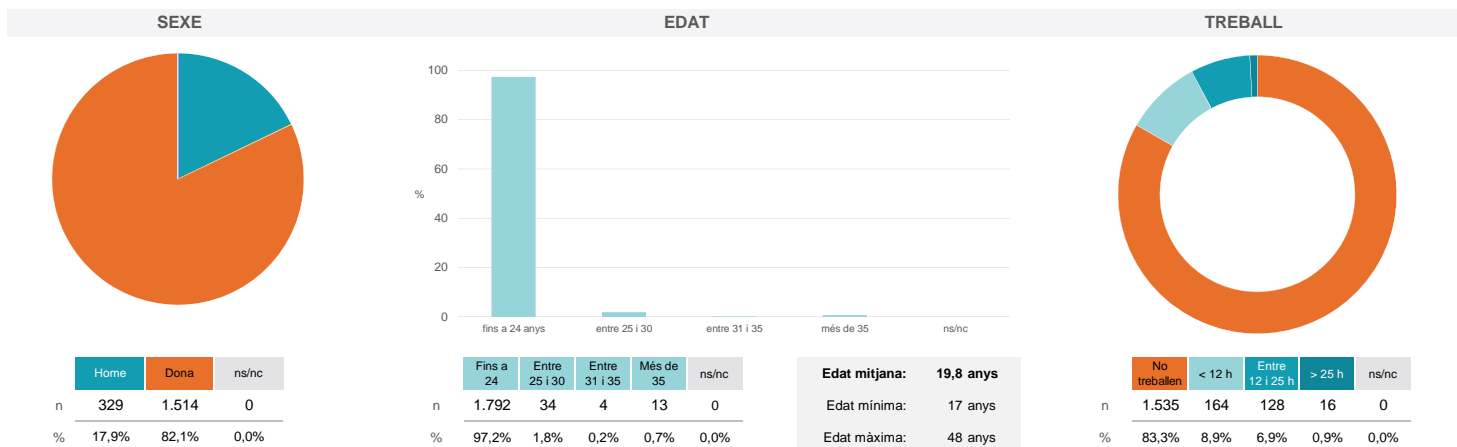 SEXE EDAT TREBALL
100
80
60
%
40
20
0
fins a 24 anys entre 25 i 30 entre 31 i 35 més de 35 ns/nc
Home Dona ns/nc
n 329 1.514 0
% 17,9% 82,1% 0,0%
Fins a 24 Entre 25 i 30 Entre 31 i 35 Més de 35 ns/nc
n 1.792 34 4 13 0
% 97,2% 1,8% 0,2% 0,7% 0,0%
Edat mitjana: 19,8 anys
Edat mínima: 17 anys
Edat màxima: 48 anys
No treballen < 12 h Entre 12 i 25 h > 25 h ns/nc
n 1.535 164 128 16 0
% 83,3% 8,9% 6,9% 0,9% 0,0%